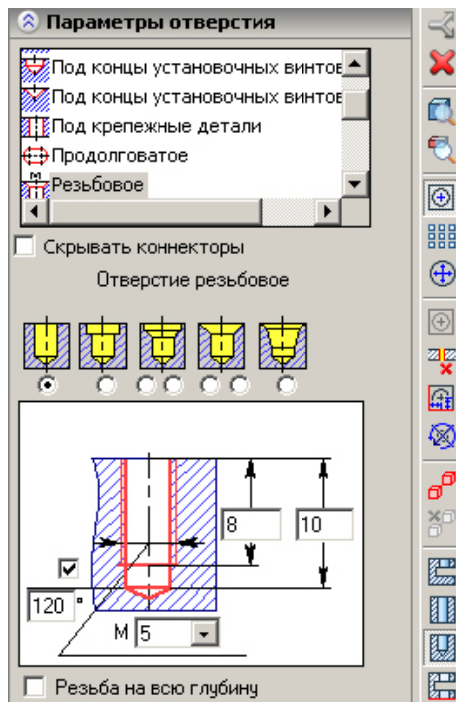 Параметры отверстия
Под концы установочных винтов
Под концы установочных винтов
Под крепежные детали
Продолговатое
М
Резьбовое
Скрывать коннекторы
Отверстие резьбовое
8
10
120 °
М 5
Резьба на всю глубину